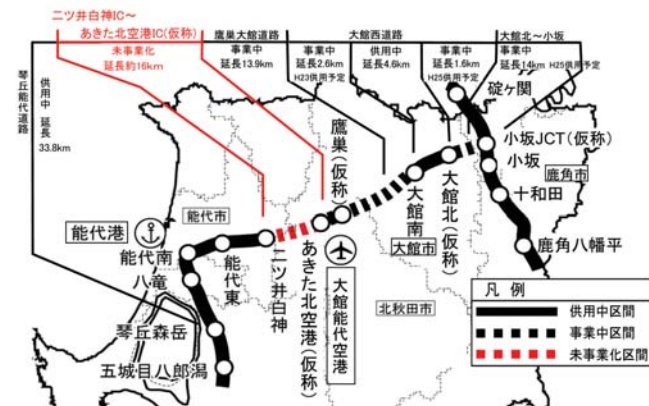 二ツ井白神IC～
あきた北空港IC(仮称)
未事業化
延長約16km
鷹巣大館道路
事業中
延長13.9km
大館西道路
事業中
延長2.6km
H23供用予定
供用中
延長4.6km
事業中
延長1.6km
H25供用予定
大館北～小坂
事業中
延長14km
H25供用予定
琴丘能代道路
供用中 延長
33.8km
碇ヶ関
小坂JCT(仮称)
小坂
鹿角市
十和田
鹿角八幡平
鷹巣(仮称)
大館北(仮称)
大館南
大館市
能代市
能代港
能代南
八竜
能代東
二ツ井白神
あきた北空港(仮称)
大館能代空港
北秋田市
琴丘森岳
五城目八郎潟
凡 例
供用中区間
事業中区間
未事業化区間